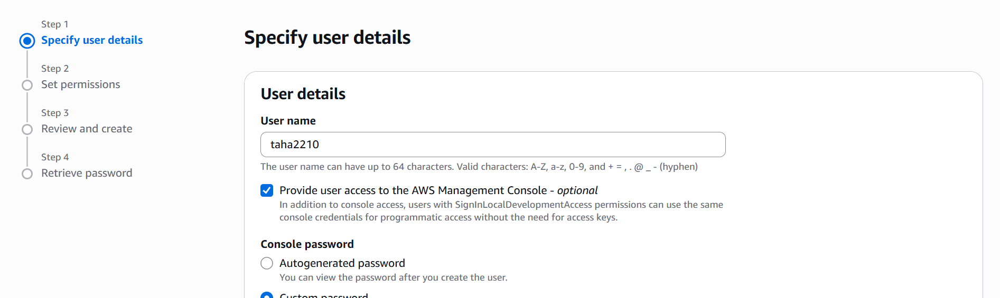 Step 1
Specify user details
Step 2
Set permissions
Step 3
Review and create
Step 4
Retrieve password
Specify user details
User details
User name
taha2210
The user name can have up to 64 characters. Valid characters: A-Z, a-z, 0-9, and + = , . @ _ - (hyphen)
Provide user access to the AWS Management Console - optional
In addition to console access, users with SignInLocalDevelopmentAccess permissions can use the same
console credentials for programmatic access without the need for access keys.
Console password
Autogenerated password
You can view the password after you create the user.
Custom password